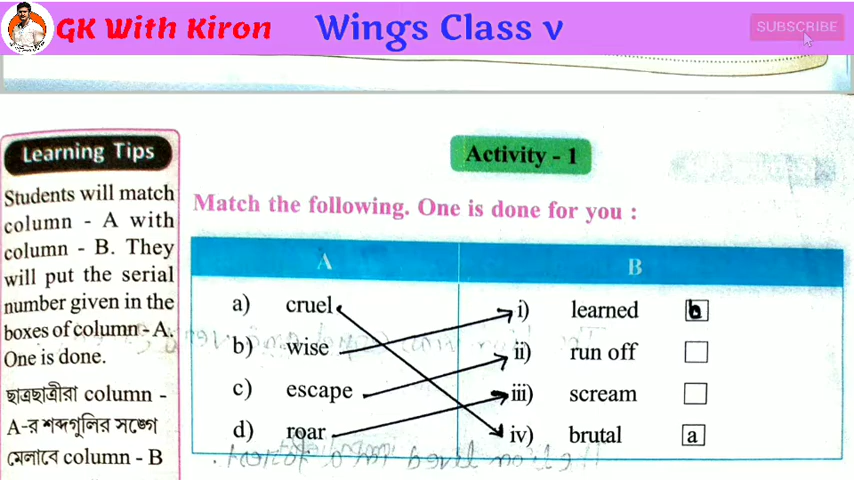 GK With Kiron
Wings Class v
SUBSCRIBE
Learning Tips
Students will match
column - A with
column - B. They
will put the serial
number given in the
boxes of column - A.
One is done.
ছাত্রছাত্রীরা column -
A-র শব্দগুলির সঙ্গে
মেলাবে column - B
Activity - 1
Match the following. One is done for you :
A B
a) cruel i) learned b
b) wise ii) run off
c) escape iii) scream
d) roar iv) brutal a